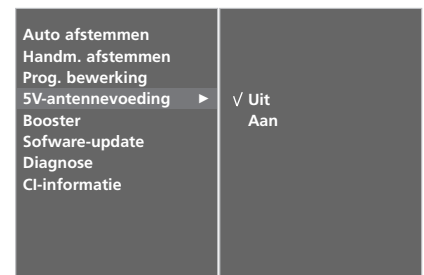 Auto afstemmen
Handm. afstemmen
Prog. bewerking
5V-antennevoeding ► √ Uit
Booster Aan
Sofware-update
Diagnose
CI-informatie